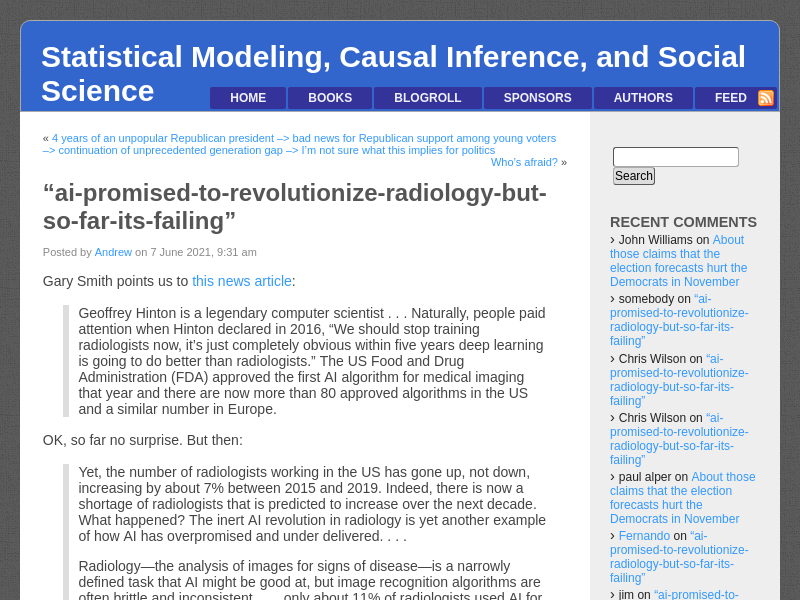 Statistical Modeling, Causal Inference, and Social
Science
HOME BOOKS BLOGROLL SPONSORS AUTHORS FEED
« 4 years of an unpopular Republican president –> bad news for Republican support among young voters
–> continuation of unprecedented generation gap –> I'm not sure what this implies for politics
Who's afraid? »
“ai-promised-to-revolutionize-radiology-but-
so-far-its-failing”
Posted by Andrew on 7 June 2021, 9:31 am
Gary Smith points us to this news article:
Geoffrey Hinton is a legendary computer scientist . . . Naturally, people paid
attention when Hinton declared in 2016, “We should stop training
radiologists now, it's just completely obvious within five years deep learning
is going to do better than radiologists.” The US Food and Drug
Administration (FDA) approved the first AI algorithm for medical imaging
that year and there are now more than 80 approved algorithms in the US
and a similar number in Europe.
OK, so far no surprise. But then:
Yet, the number of radiologists working in the US has gone up, not down,
increasing by about 7% between 2015 and 2019. Indeed, there is now a
shortage of radiologists that is predicted to increase over the next decade.
What happened? The inert AI revolution in radiology is yet another example
of how AI has overpromised and under delivered. . . .
Radiology—the analysis of images for signs of disease—is a narrowly
defined task that AI might be good at, but image recognition algorithms are
often brittle and inconsistent. . . . only about 11% of radiologists used AI for
Search
RECENT COMMENTS
› John Williams on About
those claims that the
election forecasts hurt the
Democrats in November
› somebody on “ai-
promised-to-revolutionize-
radiology-but-so-far-its-
failing”
› Chris Wilson on “ai-
promised-to-revolutionize-
radiology-but-so-far-its-
failing”
› Chris Wilson on “ai-
promised-to-revolutionize-
radiology-but-so-far-its-
failing”
› paul alper on About those
claims that the election
forecasts hurt the
Democrats in November
› Fernando on “ai-
promised-to-revolutionize-
radiology-but-so-far-its-
failing”
› jim on “ai-promised-to-